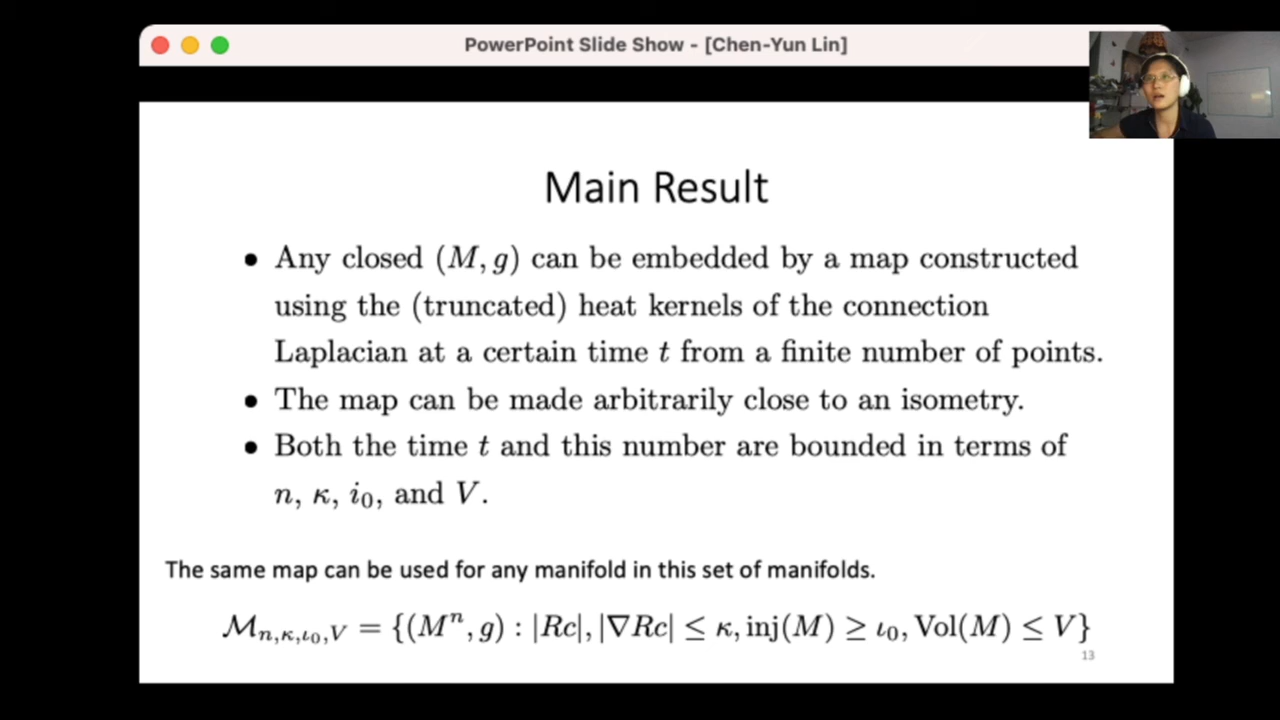 PowerPoint Slide Show - [Chen-Yun Lin]
Main Result
• Any closed (M, g) can be embedded by a map constructed
using the (truncated) heat kernels of the connection
Laplacian at a certain time t from a finite number of points.
• The map can be made arbitrarily close to an isometry.
• Both the time t and this number are bounded in terms of
n, κ, i₀, and V.
The same map can be used for any manifold in this set of manifolds.
ℳₙ,κ,ι₀,V = {(Mⁿ, g) : |Rc|, |∇Rc| ≤ κ, inj(M) ≥ ι₀, Vol(M) ≤ V}
13